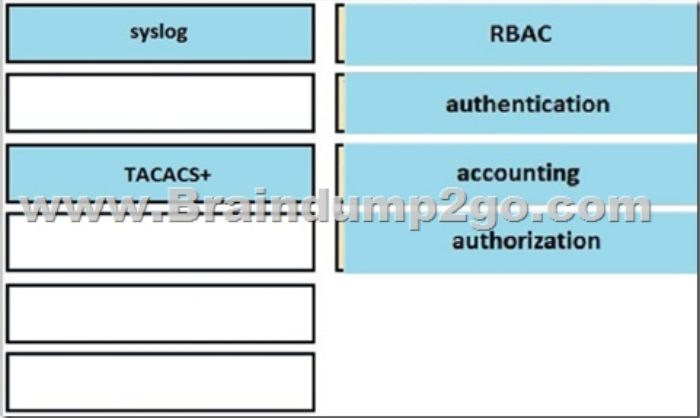 syslog
RBAC
authentication
TACACS+
accounting
www.Braindump2go.com
authorization